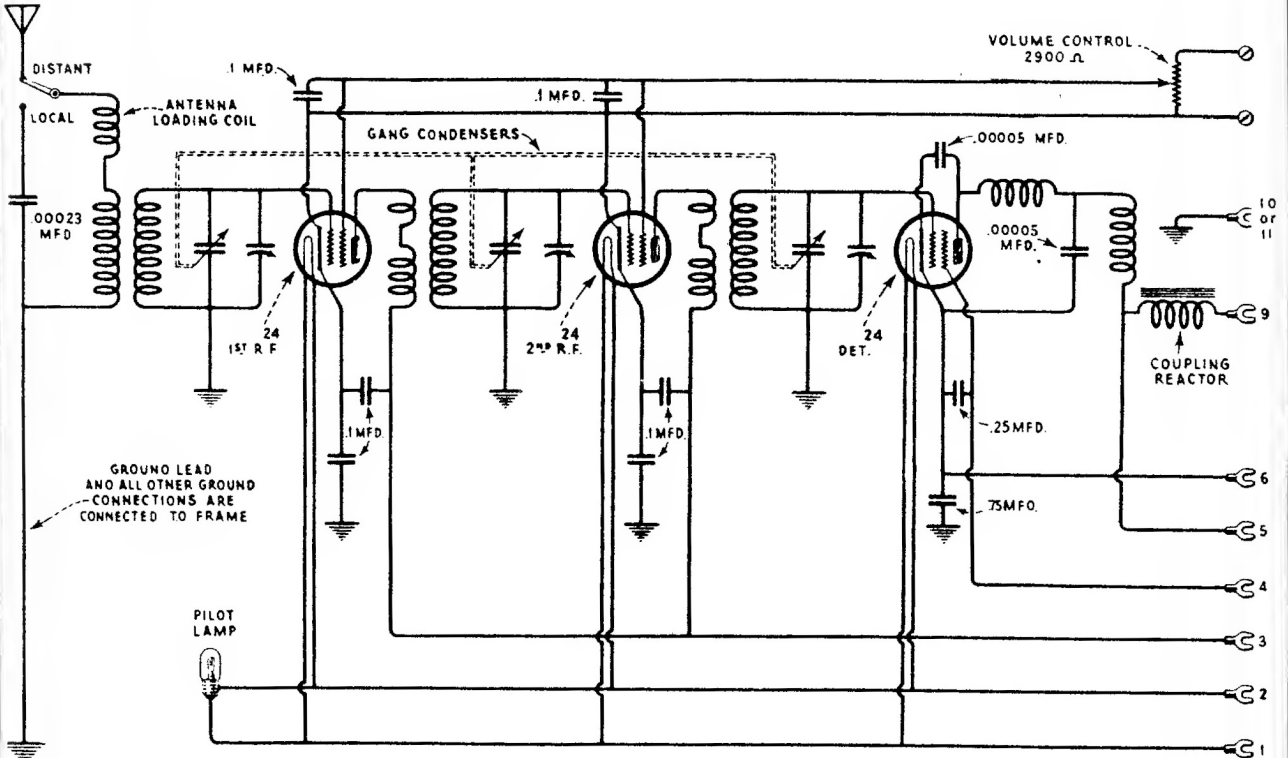 DISTANT
LOCAL
ANTENNA
LOADING COIL
.00023
MFD
.1 MFD.
.1 MFD.
GANG CONDENSERS
VOLUME CONTROL
2900 Ω
.00005 MFD.
.00005
MFD.
10
or
11
9
COUPLING
REACTOR
24
1ST R.F
24
2ND R.F.
24
DET.
.1 MFD.
.1 MFD.
.25 MFD.
.75 MFO.
GROUND LEAD
AND ALL OTHER GROUND
CONNECTIONS ARE
CONNECTED TO FRAME
6
5
4
PILOT
LAMP
3
2
1